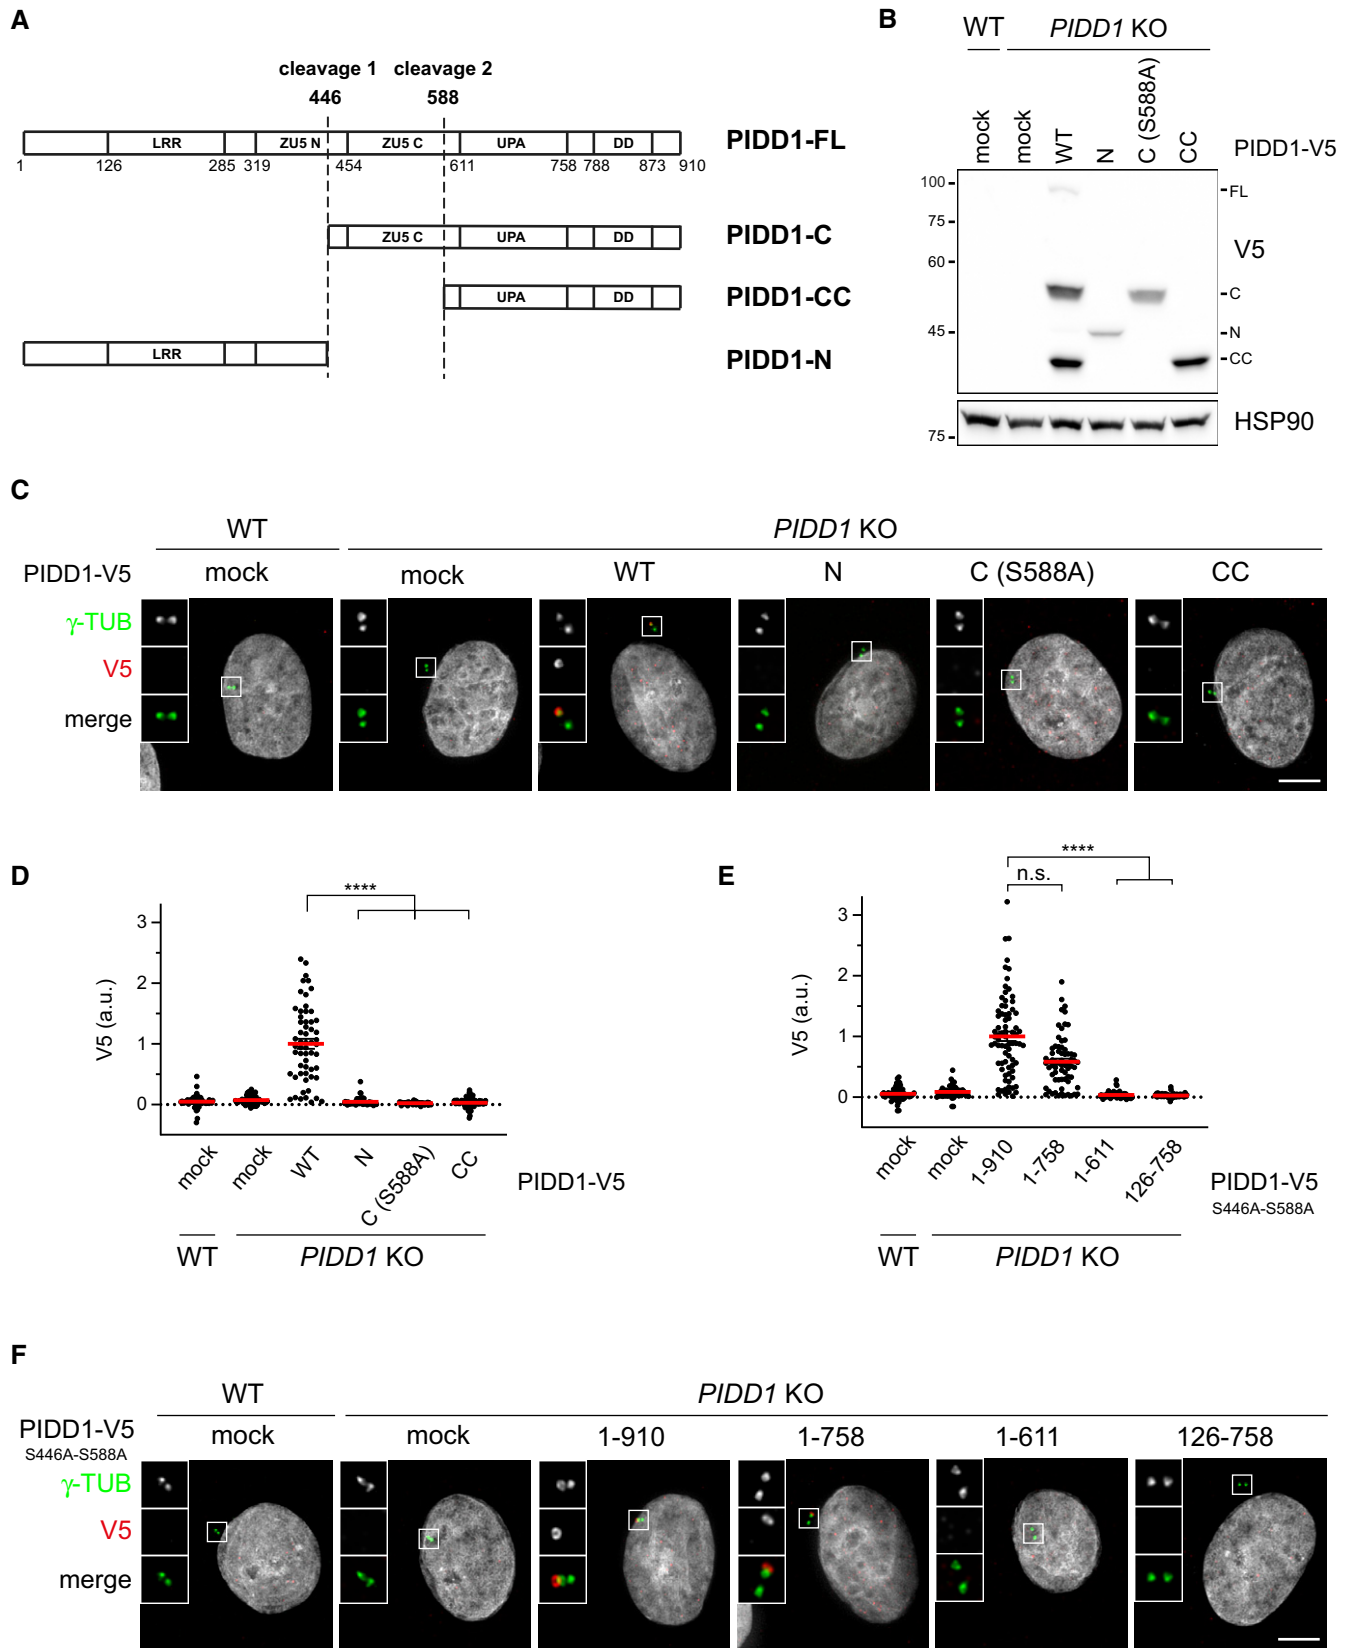 A
cleavage 1 cleavage 2
446 588
LRR ZU5 N ZU5 C UPA DD PIDD1-FL
1 126 285 319 454 611 758 788 873 910
ZU5 C UPA DD PIDD1-C
UPA DD PIDD1-CC
LRR PIDD1-N
B
WT PIDD1 KO
mock mock WT N C (S588A) CC PIDD1-V5
100 FL
75
60 V5
C
45 N
CC
75 HSP90
C
WT PIDD1 KO
PIDD1-V5 mock mock WT N C (S588A) CC
γ-TUB
V5
merge
D
****
V5 (a.u.)
3
2
1
0
mock mock WT N C (S588A) CC PIDD1-V5
WT PIDD1 KO
E
****
n.s.
V5 (a.u.)
3
2
1
0
mock mock 1-910 1-758 1-611 126-758 PIDD1-V5
S446A-S588A
WT PIDD1 KO
F
WT PIDD1 KO
PIDD1-V5 mock mock 1-910 1-758 1-611 126-758
S446A-S588A
γ-TUB
V5
merge